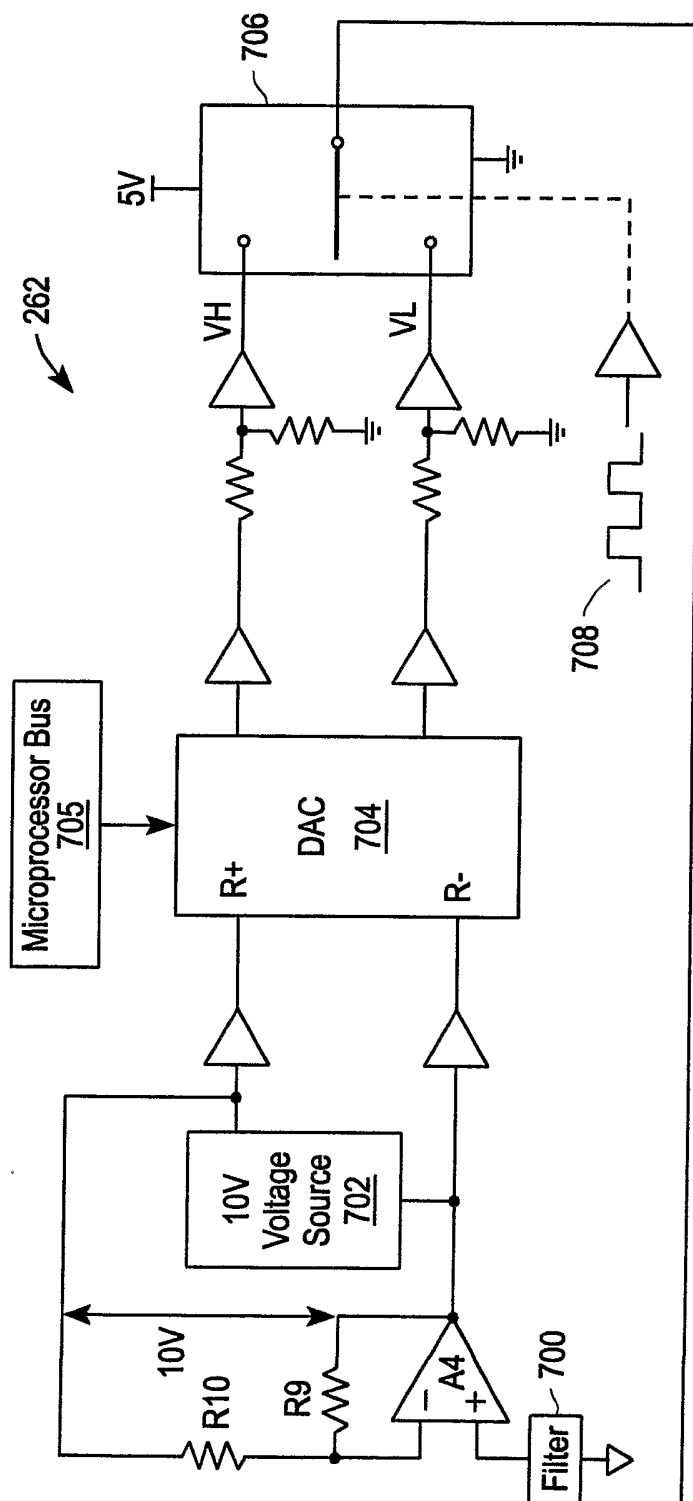 262
Microprocessor Bus
705
5V
706
VH
VL
R+
DAC
704
R-
10V
Voltage
Source
702
10V
R10
R9
A4
−
+
Filter
700
708